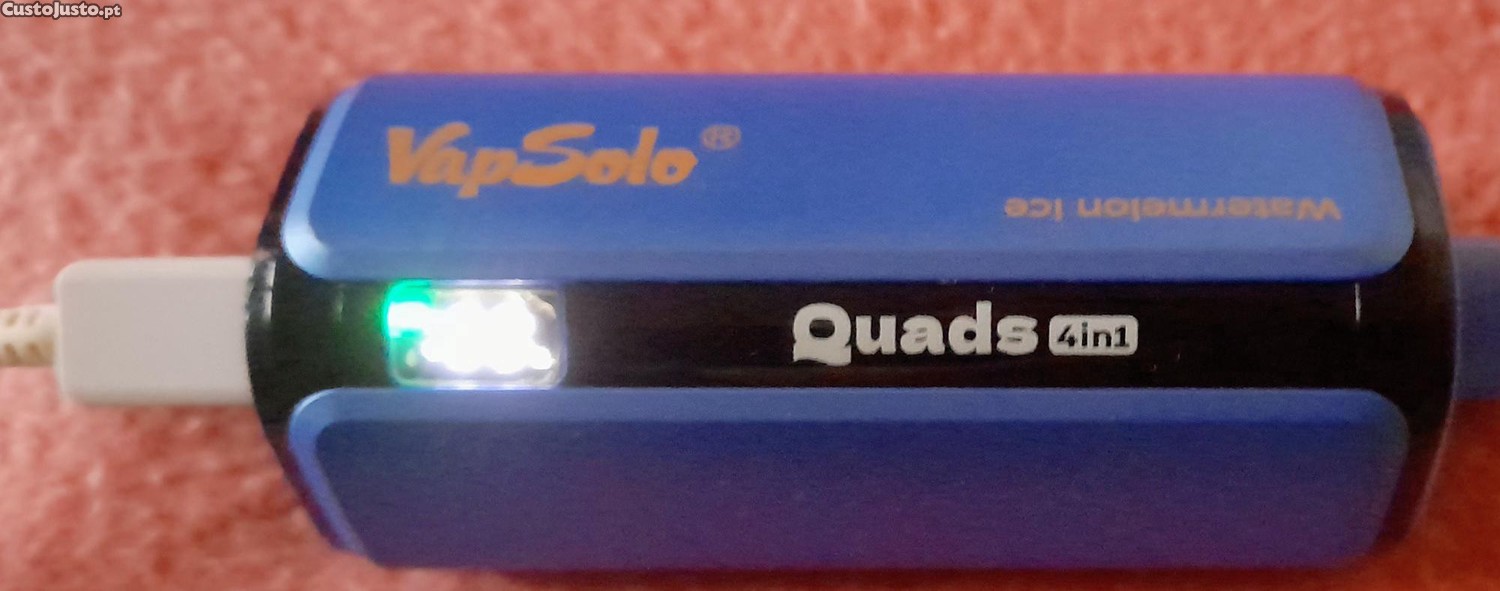 CustoJusto.pt
VapSolo®
Watermelon ice
Quads 4in1